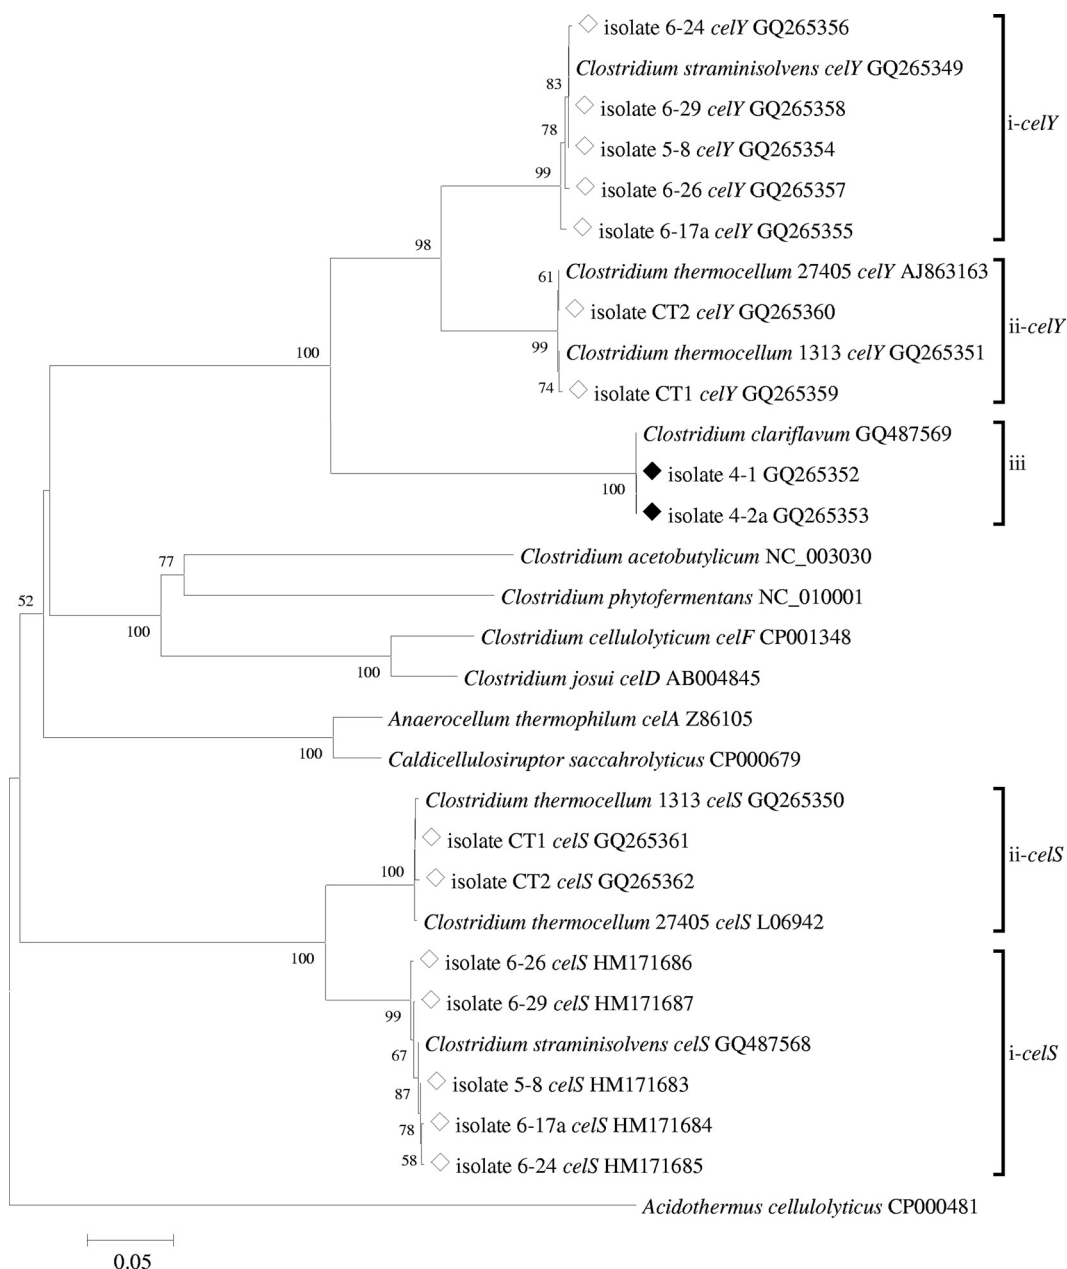 isolate 6-24 celY GQ265356
Clostridium straminisolvens celY GQ265349
83
isolate 6-29 celY GQ265358
i-celY
78
isolate 5-8 celY GQ265354
99
isolate 6-26 celY GQ265357
isolate 6-17a celY GQ265355
98
61
Clostridium thermocellum 27405 celY AJ863163
isolate CT2 celY GQ265360
ii-celY
99
Clostridium thermocellum 1313 celY GQ265351
100
74
isolate CT1 celY GQ265359
Clostridium clariflavum GQ487569
iii
isolate 4-1 GQ265352
100
isolate 4-2a GQ265353
77
Clostridium acetobutylicum NC_003030
Clostridium phytofermentans NC_010001
52
100
Clostridium cellulolyticum celF CP001348
100
Clostridium josui celD AB004845
Anaerocellum thermophilum celA Z86105
100
Caldicellulosiruptor saccahrolyticus CP000679
Clostridium thermocellum 1313 celS GQ265350
isolate CT1 celS GQ265361
ii-celS
100
isolate CT2 celS GQ265362
Clostridium thermocellum 27405 celS L06942
100
isolate 6-26 celS HM171686
isolate 6-29 celS HM171687
99
Clostridium straminisolvens celS GQ487568
i-celS
67
isolate 5-8 celS HM171683
87
isolate 6-17a celS HM171684
78
58
isolate 6-24 celS HM171685
Acidothermus cellulolyticus CP000481
0.05